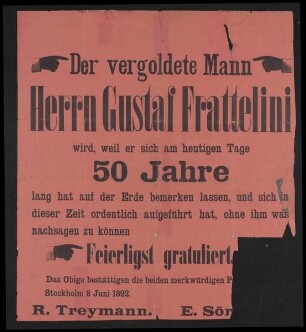 Der vergoldete Mann
Herrn Gustaf Frattelini
wird, weil er sich am heutigen Tage
50 Jahre
lang hat auf der Erde bemerken lassen, und sich in
dieser Zeit ordentlich aufgeführt hat, ohne ihm was
nachsagen zu können
Feierligst gratuliert.
Das Obige bestättigen die beiden merkwürdigen
Stockholm 8 Juni 1892.
R. Treymann. E.